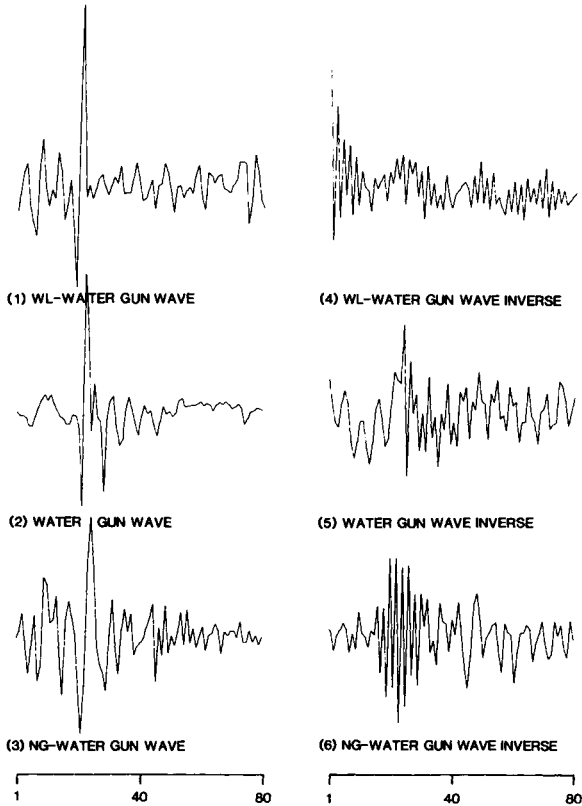 (1) WL-WATER GUN WAVE
(4) WL-WATER GUN WAVE INVERSE
(2) WATER GUN WAVE
(5) WATER GUN WAVE INVERSE
(3) NG-WATER GUN WAVE
(6) NG-WATER GUN WAVE INVERSE
1 40 80
1 40 80